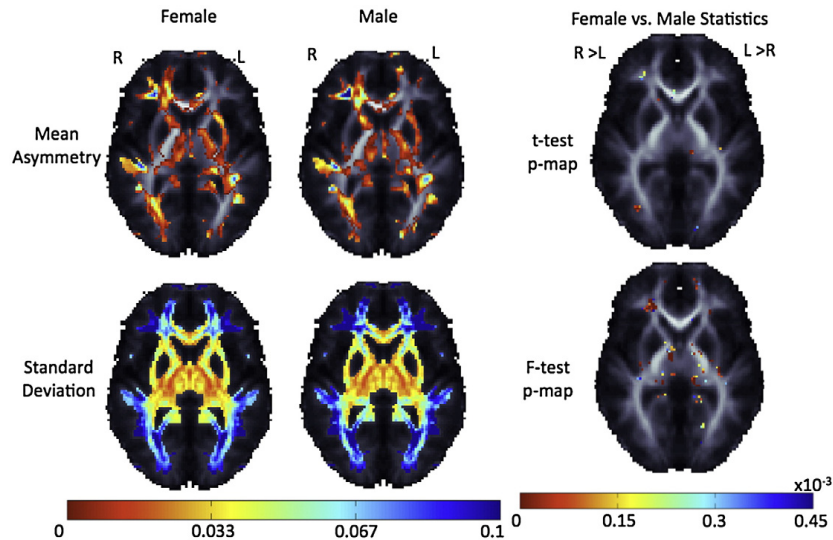 Female
Male
Female vs. Male Statistics
R
L
R
L
R >L
L >R
Mean
Asymmetry
t-test
p-map
Standard
Deviation
F-test
p-map
x10⁻³
0
0.033
0.067
0.1
0
0.15
0.3
0.45